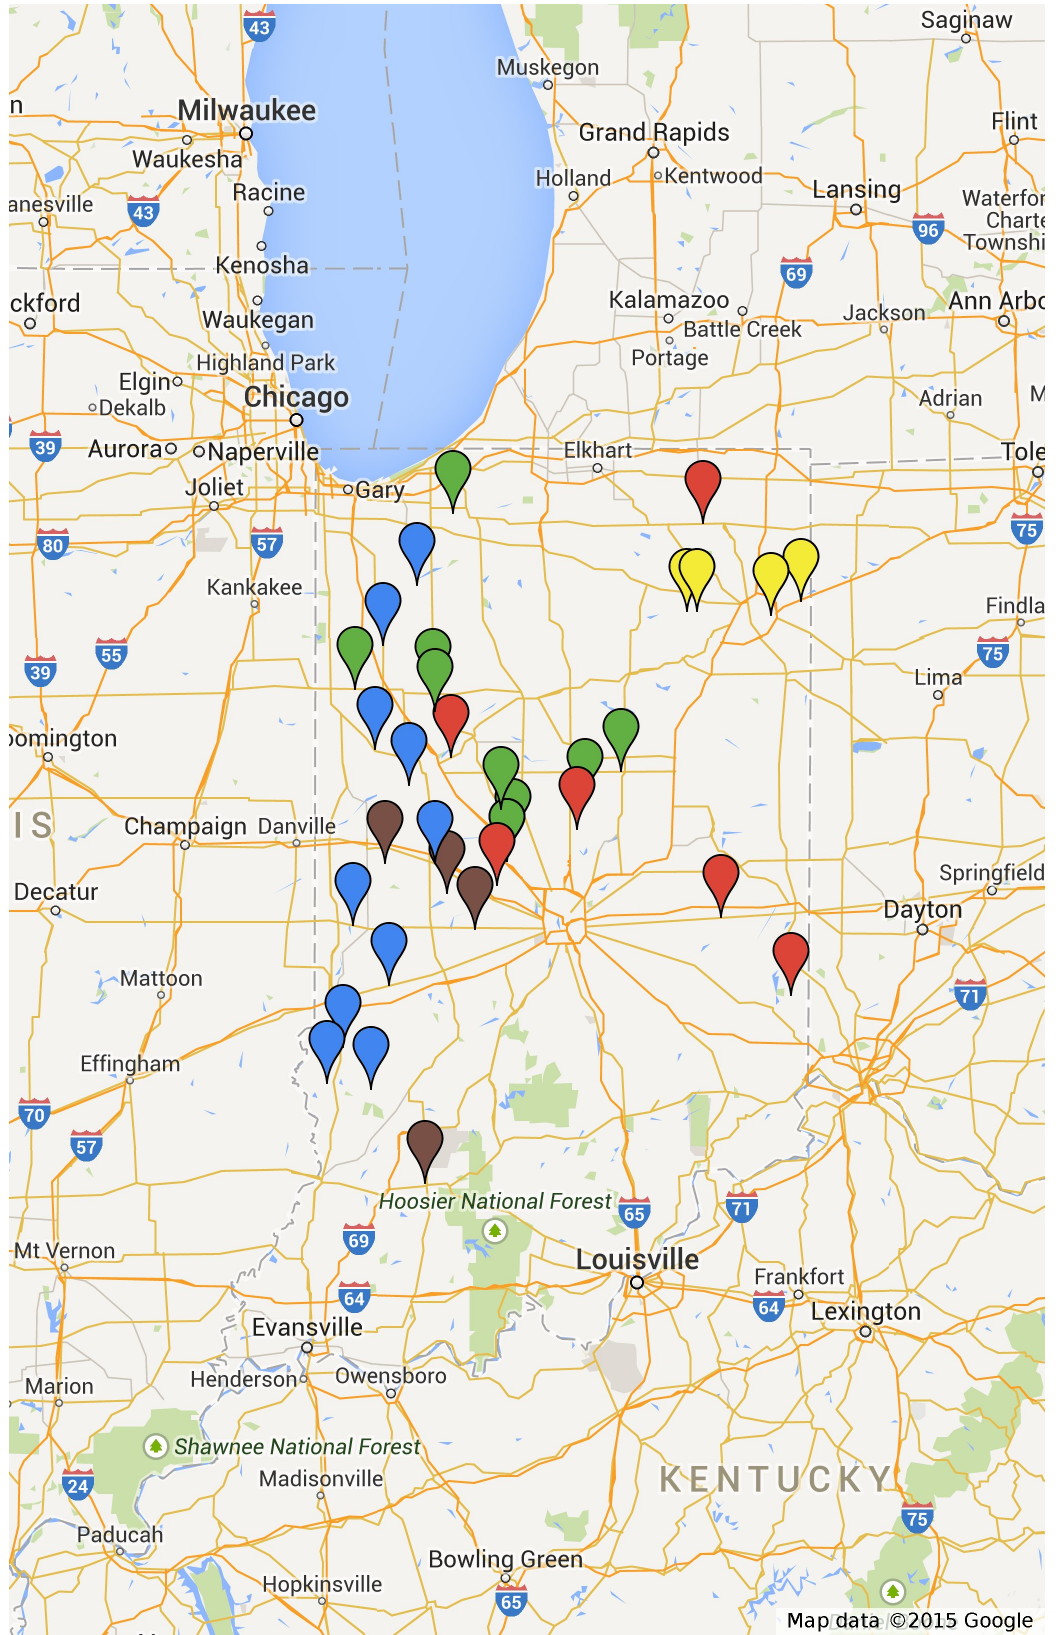 Saginaw
43
Muskegon
n
Milwaukee
Flint
Grand Rapids
Waukesha
Kentwood
Holland
Racine
Lansing
anesville
43
Waterfor
Charte
Townshi
96
Kenosha
69
ckford
Kalamazoo
Ann Arbo
Waukegan
Jackson
Battle Creek
Highland Park
Portage
Elgin
Chicago
Dekalb
Adrian
M
39
Aurora
Naperville
Elkhart
Tole
Joliet
Gary
80
57
75
Kankakee
Findla
55
75
39
Lima
oomington
IS
Champaign
Danville
Springfield
Decatur
Dayton
Mattoon
71
Effingham
70
57
Hoosier National Forest
65
71
69
Mt Vernon
Louisville
Frankfort
64
64
Lexington
Evansville
Henderson
Owensboro
Marion
Shawnee National Forest
Madisonville
KENTUCKY
24
75
Paducah
Bowling Green
Hopkinsville
65
Map data ©2015 Google